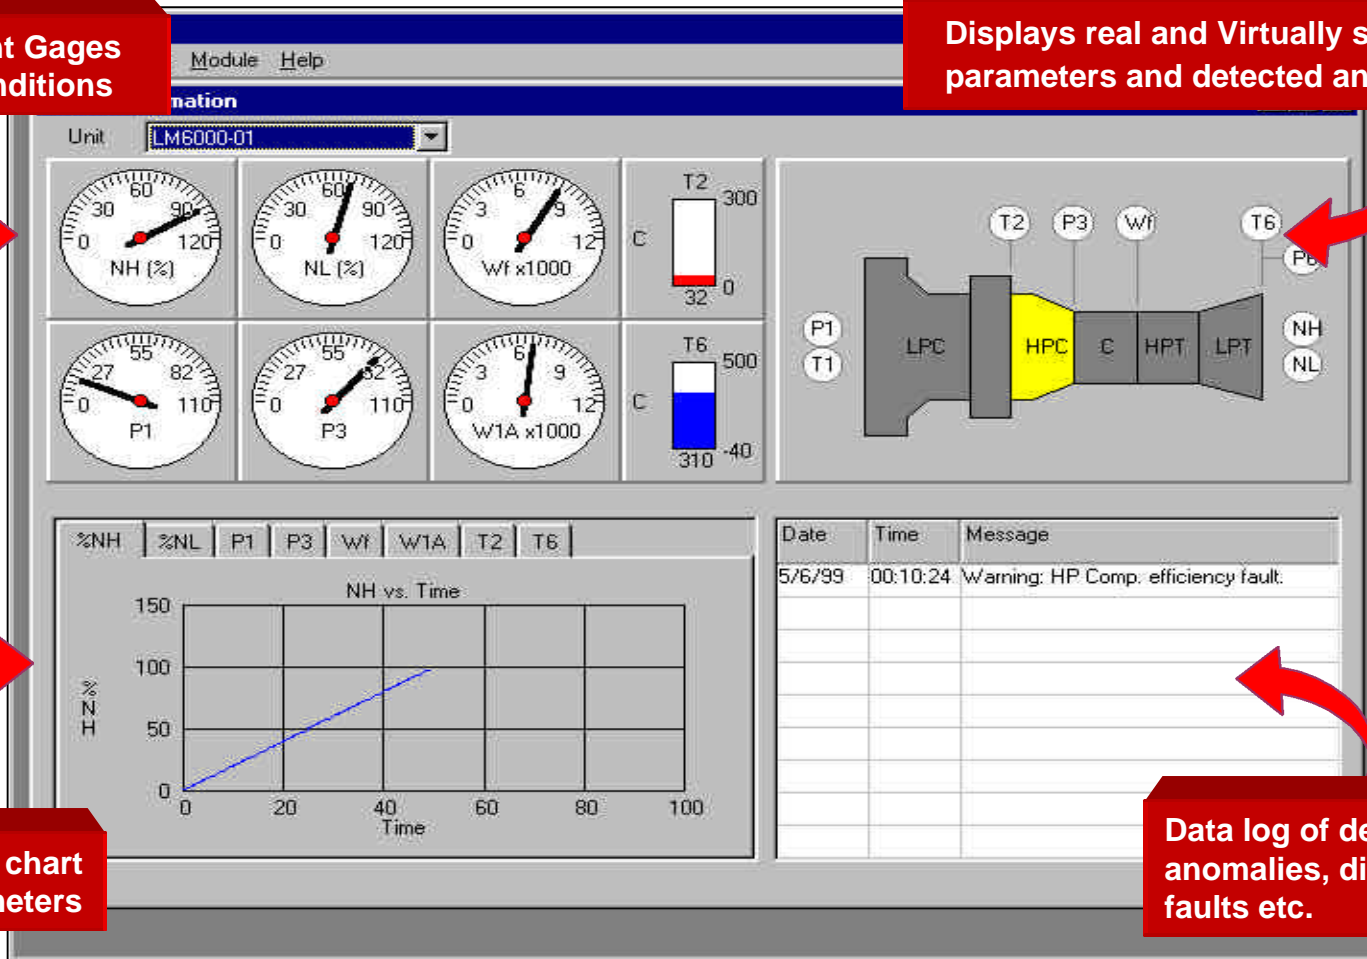 nt Gages
nditions
Displays real and Virtually s
parameters and detected an
Module Help
mation
Unit LM6000-01
0 30 60 90 120
NH (%)
0 30 60 90 120
NL (%)
0 3 6 9 12
Wf x1000
T2
300
C
0
32
0 27 55 82 110
P1
0 27 55 82 110
P3
0 3 6 9 12
W1A x1000
T6
500
C
-40
310
T2 P3 Wf T6
P6
P1
T1
LPC HPC C HPT LPT
NH
NL
%NH %NL P1 P3 Wf W1A T2 T6
NH vs. Time
150
100
50
0
%NH
0 20 40 60 80 100
Time
Date Time Message
5/6/99 00:10:24 Warning: HP Comp. efficiency fault.
chart
neters
Data log of de
anomalies, di
faults etc.